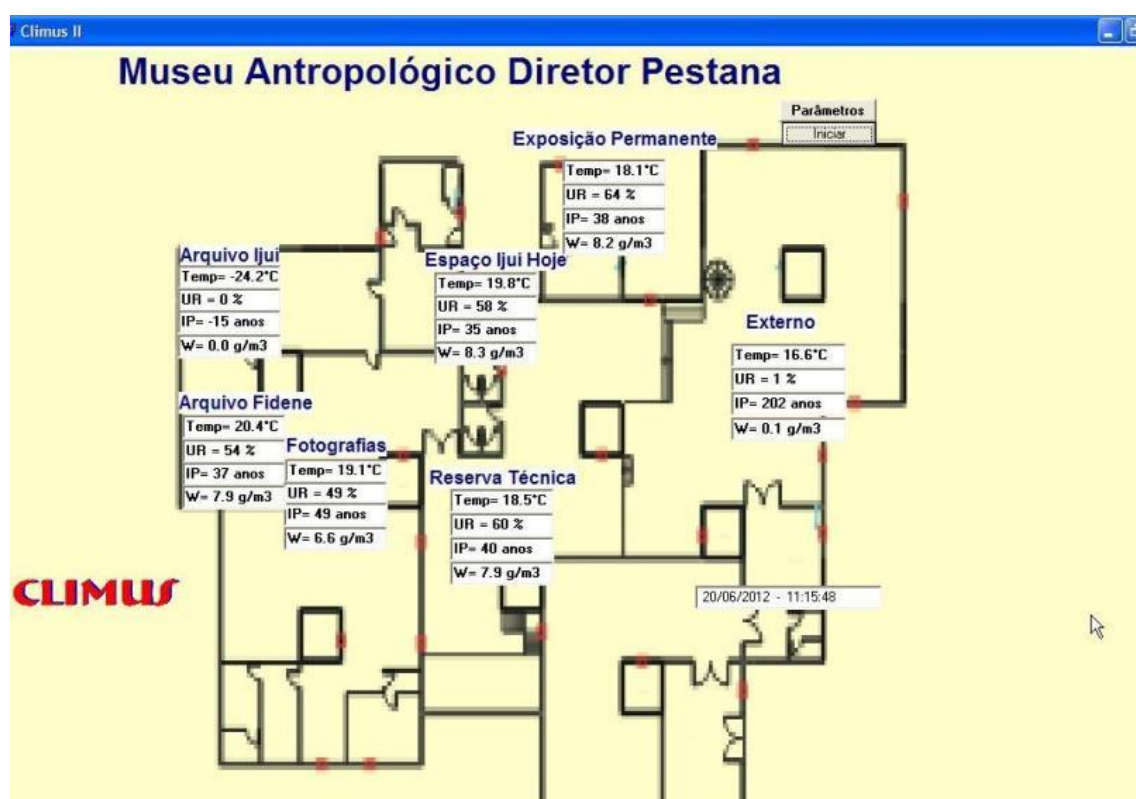 Climus II
Museu Antropológico Diretor Pestana
Parâmetros
Iniciar
Exposição Permanente
Temp= 18.1°C
UR = 64 %
IP= 38 anos
W= 8.2 g/m3
Arquivo Ijui
Temp= -24.2°C
UR = 0 %
IP= -15 anos
W= 0.0 g/m3
Espaço Ijui Hoje
Temp= 19.8°C
UR = 58 %
IP= 35 anos
W= 8.3 g/m3
Externo
Temp= 16.6°C
UR = 1 %
IP= 202 anos
W= 0.1 g/m3
Arquivo Fidene
Temp= 20.4°C
UR = 54 %
IP= 37 anos
W= 7.9 g/m3
Fotografias
Temp= 19.1°C
UR = 49 %
IP= 49 anos
W= 6.6 g/m3
Reserva Técnica
Temp= 18.5°C
UR = 60 %
IP= 40 anos
W= 7.9 g/m3
CLIMUS
20/06/2012 - 11:15:48